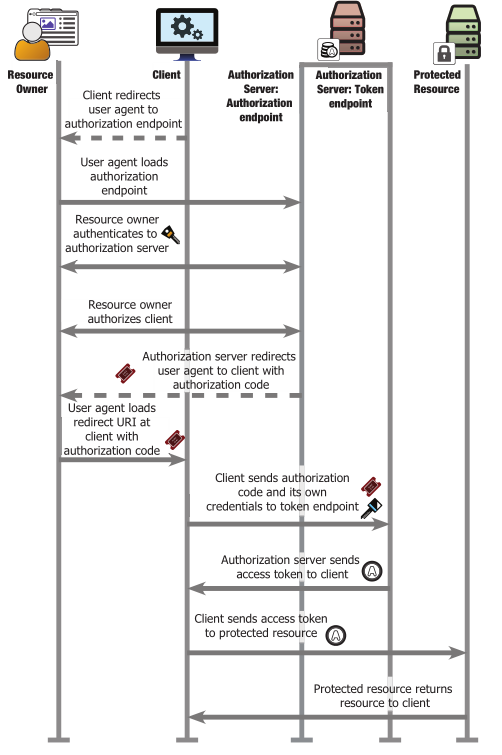 Resource
Owner
Client
Authorization
Server:
Authorization
endpoint
Authorization
Server: Token
endpoint
Protected
Resource
Client redirects
user agent to
authorization endpoint
User agent loads
authorization
endpoint
Resource owner
authenticates to
authorization server
Resource owner
authorizes client
Authorization server redirects
user agent to client with
authorization code
User agent loads
redirect URI at
client with
authorization code
Client sends authorization
code and its own
credentials to token endpoint
Authorization server sends
access token to client
A
Client sends access token
to protected resource
A
Protected resource returns
resource to client